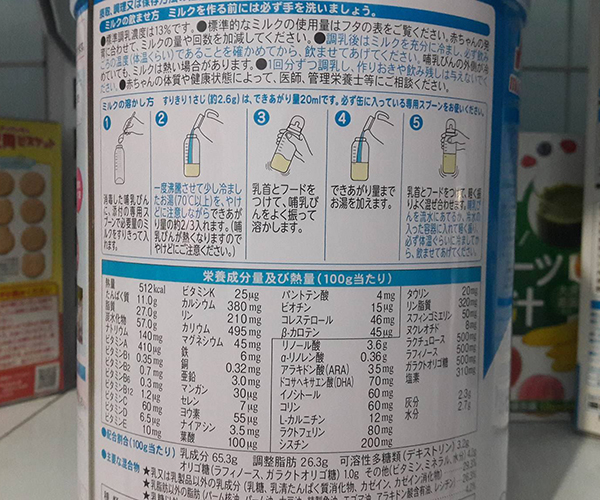 ●ミルクの飲ませ方 ミルクを作る前には必ず手を洗いましょう。
●標準調乳濃度は13％です。●標準的なミルクの使用量はフタの表をご覧ください。赤ちゃんの発
育に合わせて、ミルクの量や回数を加減してください。●調乳後はミルクを充分に冷まし、必ず飲み
ごろの温度(体温くらい)であることを確かめてから、飲ませてあげてください。哺乳びんの外側が冷
めていても、ミルクは熱い場合があります。●1回分ずつ調乳し、作りおきや飲み残しは与えないで
ください。●赤ちゃんの体質や健康状態によって、医師、管理栄養士等にご相談ください。
ミルクの溶かし方 すりきり1さじ(約2.6g)は、できあがり量20mlです。必ず缶に入っている専用スプーンをお使いください。
1
2
3
4
5
消毒した哺乳びん
に、添付の専用ス
プーンで必要量のミ
ルクをすりきって入
れます。
一度沸騰させて少し冷まし
たお湯(70℃以上)を、やけ
どに注意しながらできあが
り量の約2/3入れます。(哺
乳びんが熱くなりますので
やけどにご注意ください)
乳首とフードを
つけて、哺乳び
んをよく振って
溶かします。
できあがり量まで
お湯を加えます。
乳首とフードを
つけて、軽く振
りよく混ぜ合わせます。哺乳
びんを流水にあてるか、冷水の
入った容器に入れて軽く振り、
必ず体温くらいに冷ましてか
ら、飲ませてあげてください。
栄養成分量及び熱量(100g当たり)
熱量 512kcal
たんぱく質 11.0g
脂質 27.0g
炭水化物 57.0g
ナトリウム 140mg
ビタミンA 410µg
ビタミンB1 0.35mg
ビタミンB2 0.7mg
ビタミンB6 0.3mg
ビタミンB12 1.2µg
ビタミンC 60mg
ビタミンD 6.5µg
ビタミンE 10mg
ビタミンK 25µg
カルシウム 380mg
リン 210mg
カリウム 495mg
マグネシウム 45mg
鉄 6mg
銅 0.32mg
亜鉛 3.0mg
マンガン 30µg
セレン 7µg
ヨウ素 55µg
ナイアシン 3.5mg
葉酸 100µg
パントテン酸 4mg
ビオチン 15µg
コレステロール 46mg
β-カロテン 45µg
リノール酸 3.6g
α-リノレン酸 0.36g
アラキドン酸(ARA) 35mg
ドコサヘキサエン酸(DHA) 70mg
イノシトール 60mg
コリン 60mg
L-カルニチン 12mg
ラクトフェリン 80mg
シスチン 200mg
タウリン 20mg
リン脂質 320mg
スフィンゴミエリン 50mg
ヌクレオチド 8mg
ラクチュロース 500mg
ラフィノース 500mg
ガラクトオリゴ糖 500mg
塩素 310mg
灰分 2.3g
水分 2.7g
●配合割合(100g当たり) 乳成分 65.3g 調整脂肪 26.3g 可溶性多糖類(デキストリン) 3.0g
オリゴ糖(ラフィノース、ガラクトオリゴ糖) 1.0g その他(ビタミン、ミネラル、水分)
●主要な混合物